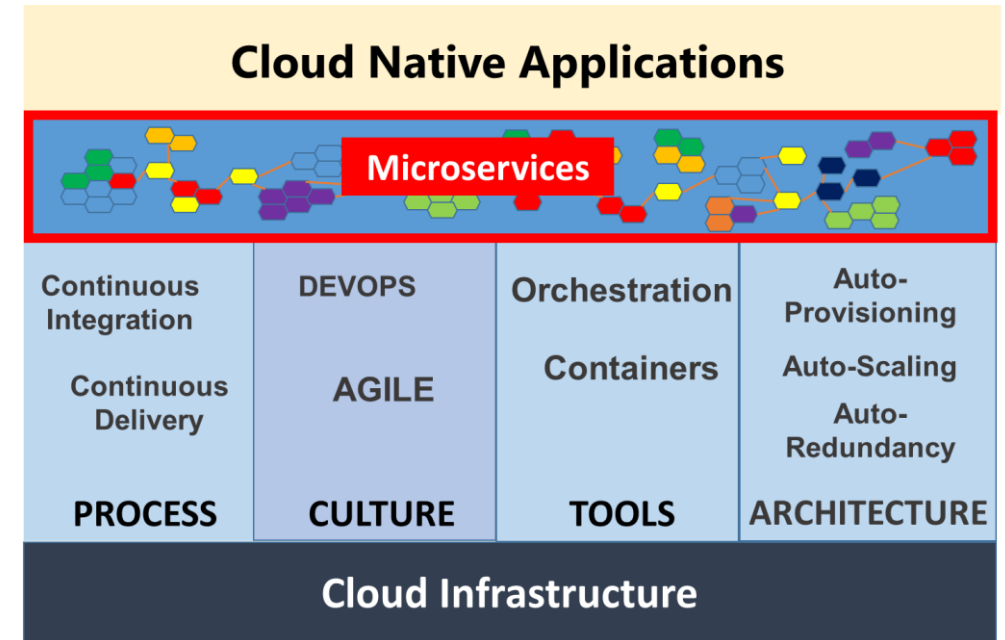 Cloud Native Applications
Microservices
Continuous
Integration
Continuous
Delivery
PROCESS
DEVOPS
AGILE
CULTURE
Orchestration
Containers
TOOLS
Auto-
Provisioning
Auto-Scaling
Auto-
Redundancy
ARCHITECTURE
Cloud Infrastructure